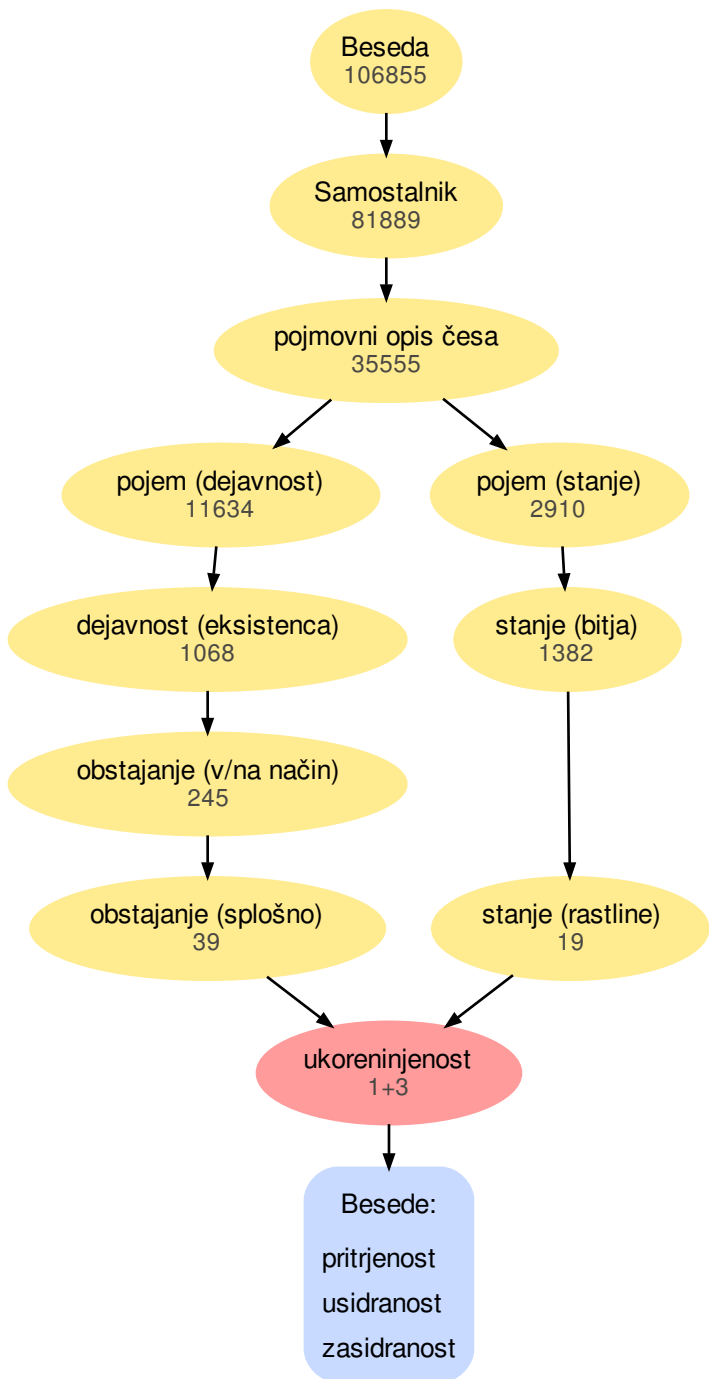 Beseda
106855
Samostalnik
81889
pojmovni opis česa
35555
pojem (dejavnost)
11634
pojem (stanje)
2910
dejavnost (eksistenca)
1068
stanje (bitja)
1382
obstajanje (v/na način)
245
obstajanje (splošno)
39
stanje (rastline)
19
ukoreninjenost
1+3
Besede:
pritrjenost
usidranost
zasidranost